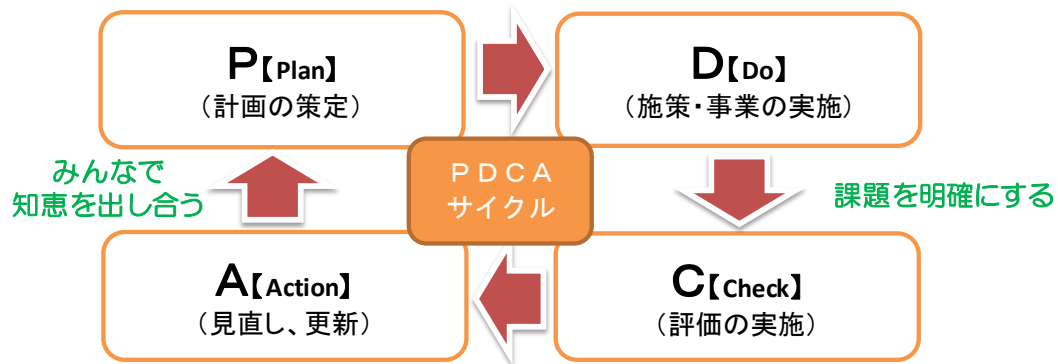 P【Plan】
（計画の策定）
D【Do】
（施策・事業の実施）
みんなで
知恵を出し合う
PDCA
サイクル
課題を明確にする
A【Action】
（見直し、更新）
C【Check】
（評価の実施）